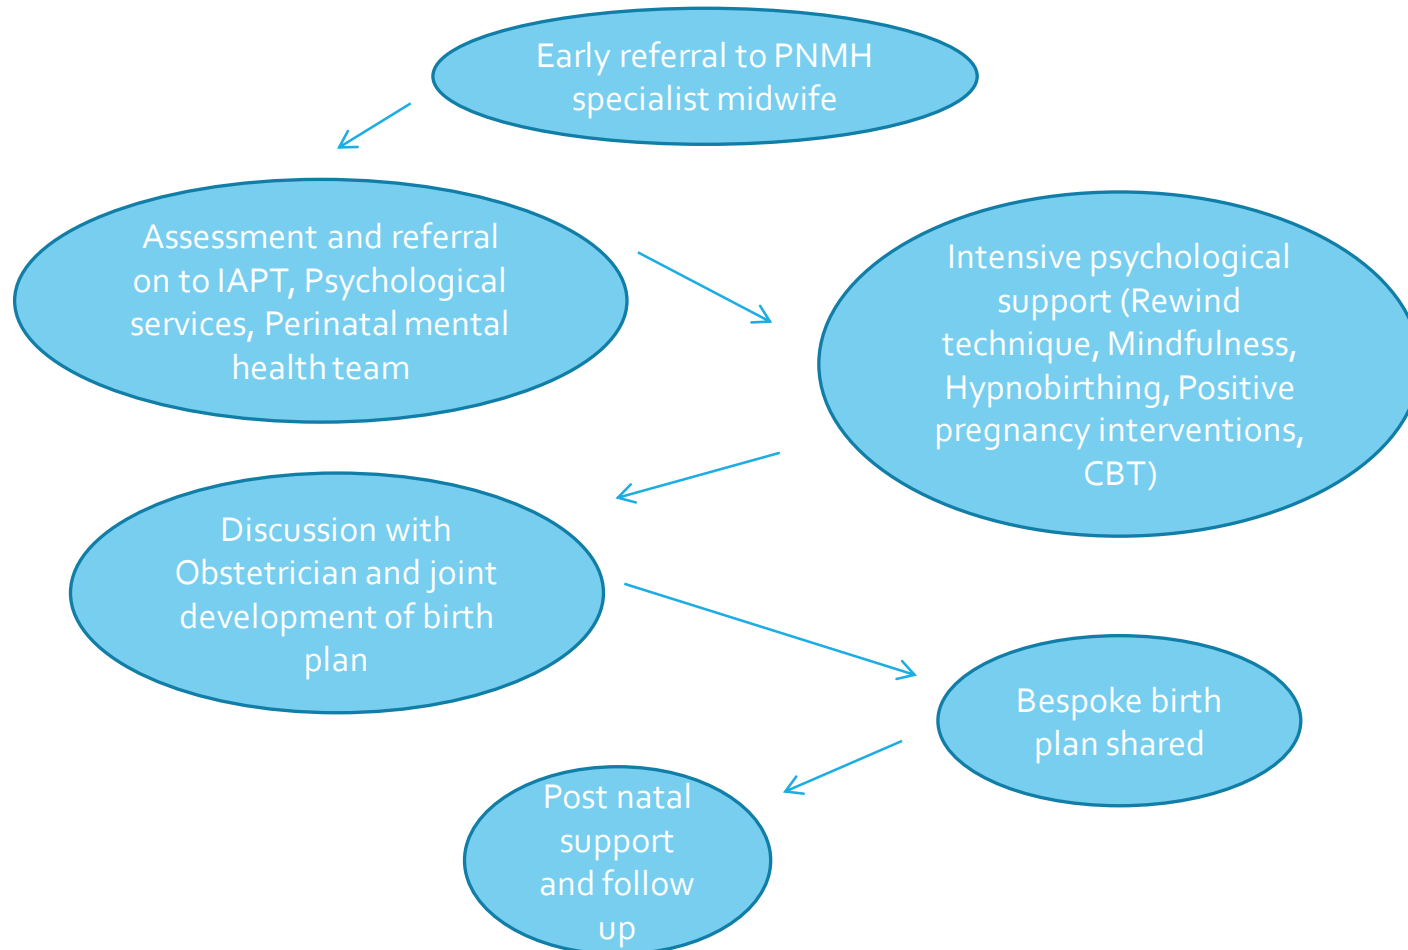 Early referral to PNMH
specialist midwife
Assessment and referral
on to IAPT, Psychological
services, Perinatal mental
health team
Intensive psychological
support (Rewind
technique, Mindfulness,
Hypnobirthing, Positive
pregnancy interventions,
CBT)
Discussion with
Obstetrician and joint
development of birth
plan
Bespoke birth
plan shared
Post natal
support
and follow
up